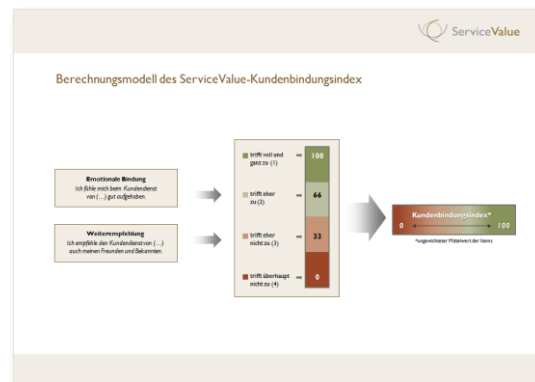 ServiceValue
Berechnungsmodell des ServiceValue-Kundenbindungsindex
Emotionale Bindung
Ich fühle mich beim Kundendienst
von (...) gut aufgehoben.
Weiterempfehlung
Ich empfehle den Kundendienst von (...)
auch meinen Freunden und Bekannten.
trifft voll und
ganz zu (1)
100
trifft eher
zu (2)
66
trifft eher
nicht zu (3)
33
trifft überhaupt
nicht zu (4)
0
Kundenbindungsindex*
0 100
*ungewichteter Mittelwert der Items